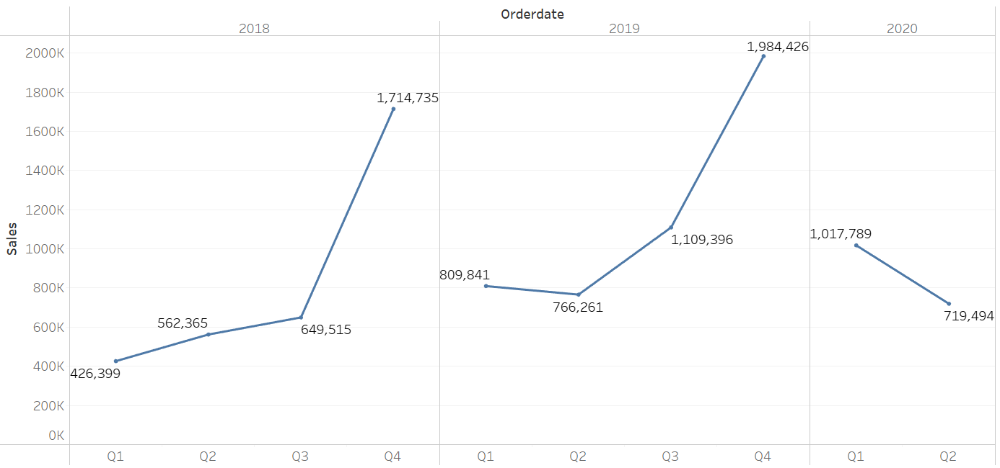 Orderdate
2018 2019 2020
Sales
2000K
1800K
1600K
1400K
1200K
1000K
800K
600K
400K
200K
0K
426,399
562,365
649,515
1,714,735
809,841
766,261
1,109,396
1,984,426
1,017,789
719,494
Q1 Q2 Q3 Q4 Q1 Q2 Q3 Q4 Q1 Q2